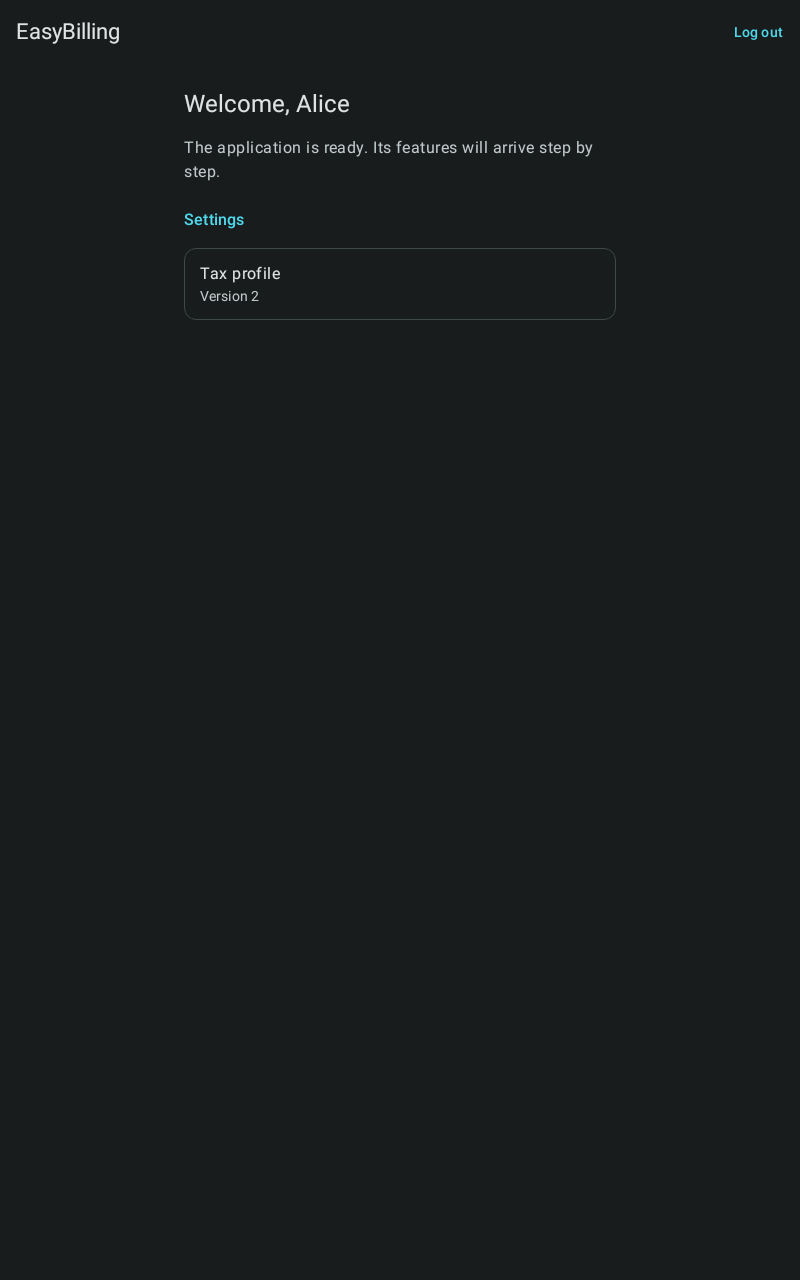 EasyBilling
Log out
Welcome, Alice
The application is ready. Its features will arrive step by
step.
Settings
Tax profile
Version 2